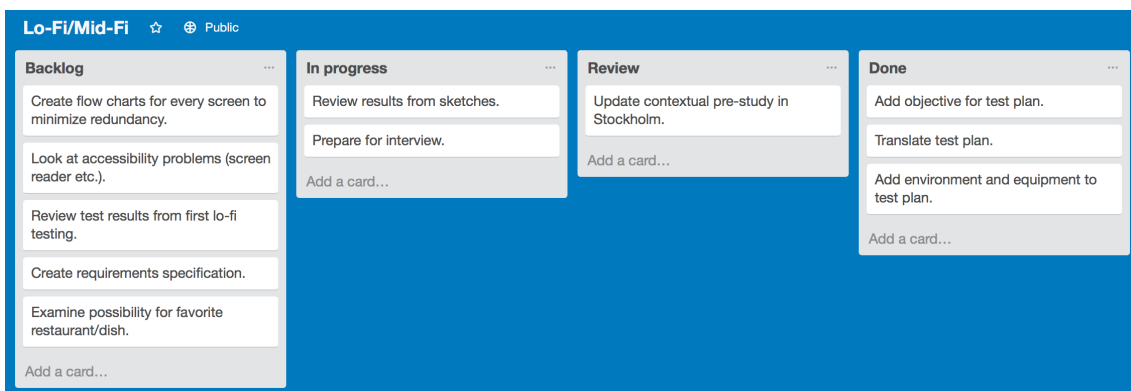 Lo-Fi/Mid-Fi Public
Backlog ...
Create flow charts for every screen to
minimize redundancy.
Look at accessibility problems (screen
reader etc.).
Review test results from first lo-fi
testing.
Create requirements specification.
Examine possibility for favorite
restaurant/dish.
Add a card…
In progress ...
Review results from sketches.
Prepare for interview.
Add a card…
Review ...
Update contextual pre-study in
Stockholm.
Add a card…
Done ...
Add objective for test plan.
Translate test plan.
Add environment and equipment to
test plan.
Add a card…